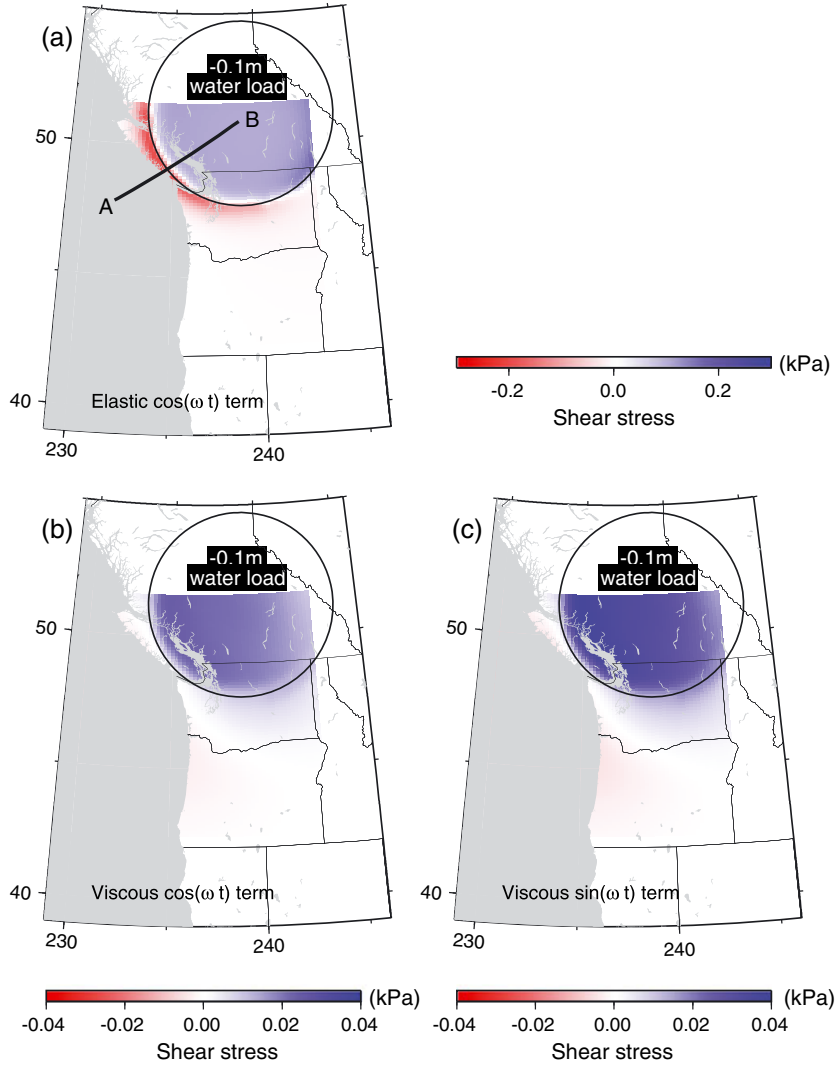 (a)
-0.1m
water load
B
A
50
40
Elastic cos(ω t) term
230
240
(kPa)
-0.2
0.0
0.2
Shear stress
(b)
-0.1m
water load
50
40
Viscous cos(ω t) term
230
240
(c)
-0.1m
water load
50
40
Viscous sin(ω t) term
230
240
(kPa)
-0.04
-0.02
0.00
0.02
0.04
Shear stress
(kPa)
-0.04
-0.02
0.00
0.02
0.04
Shear stress